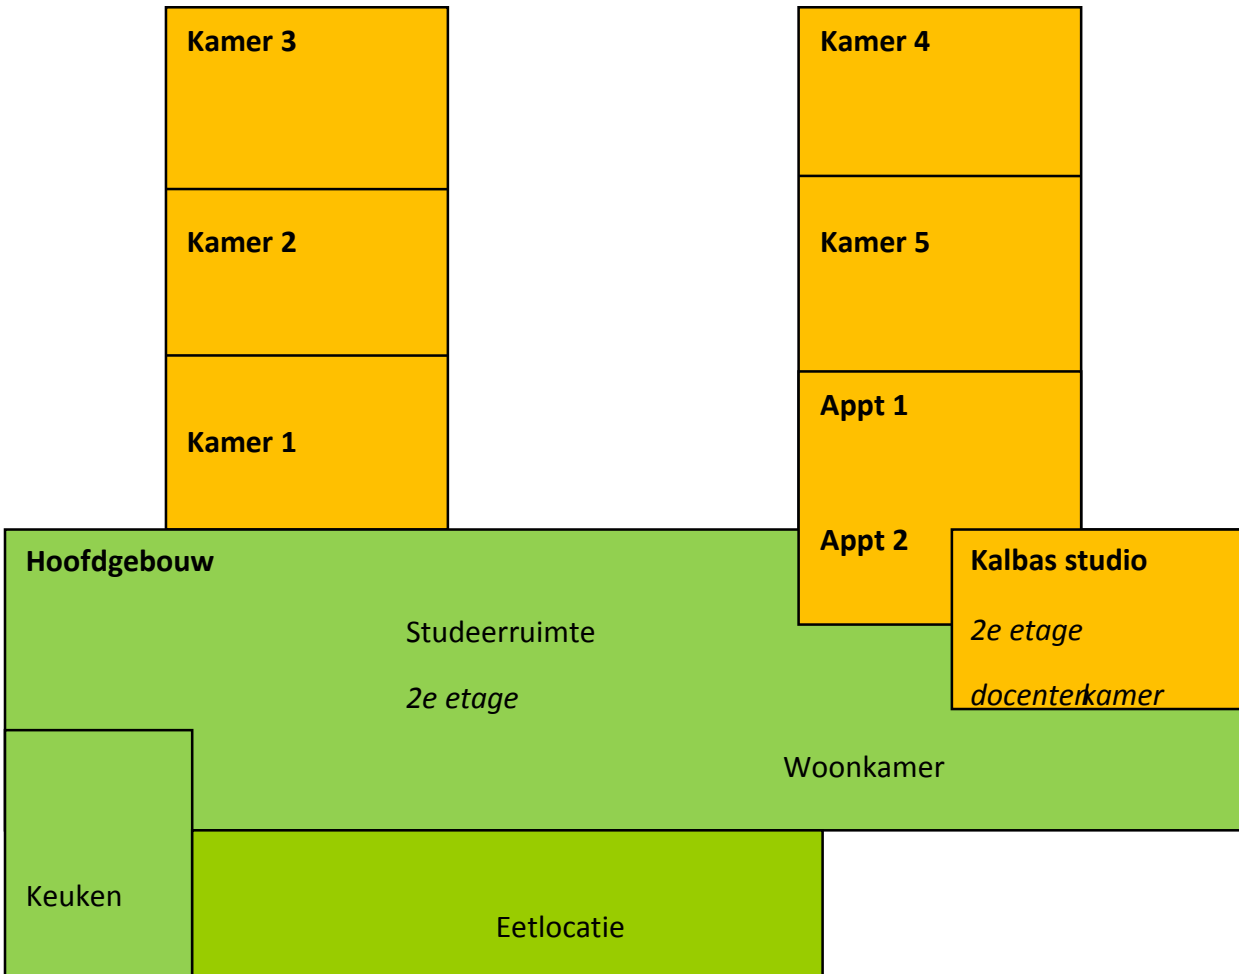 Kamer 3
Kamer 4
Kamer 2
Kamer 5
Appt 1
Kamer 1
Appt 2
Hoofdgebouw
Kalbas studio
Studeerruimte
2e etage
2e etage
docentenkamer
Woonkamer
Keuken
Eetlocatie